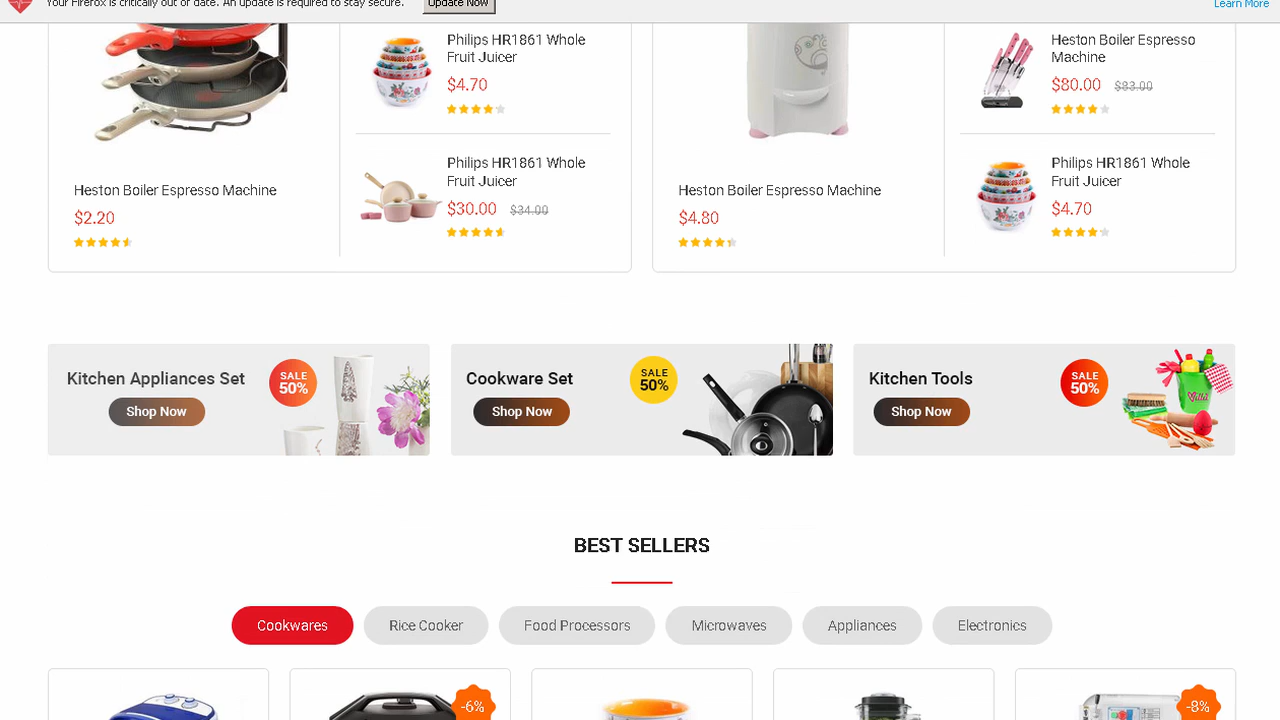 Your Firefox is critically out of date. An update is required to stay secure.
Update Now
Learn More
Heston Boiler Espresso Machine
$2.20
Philips HR1861 Whole
Fruit Juicer
$4.70
Philips HR1861 Whole
Fruit Juicer
$30.00 $34.00
Heston Boiler Espresso Machine
$4.80
Heston Boiler Espresso
Machine
$80.00 $83.00
Philips HR1861 Whole
Fruit Juicer
$4.70
Kitchen Appliances Set
Shop Now
SALE
50%
Cookware Set
Shop Now
SALE
50%
Kitchen Tools
Shop Now
SALE
50%
BEST SELLERS
Cookwares
Rice Cooker
Food Processors
Microwaves
Appliances
Electronics
-6%
-8%